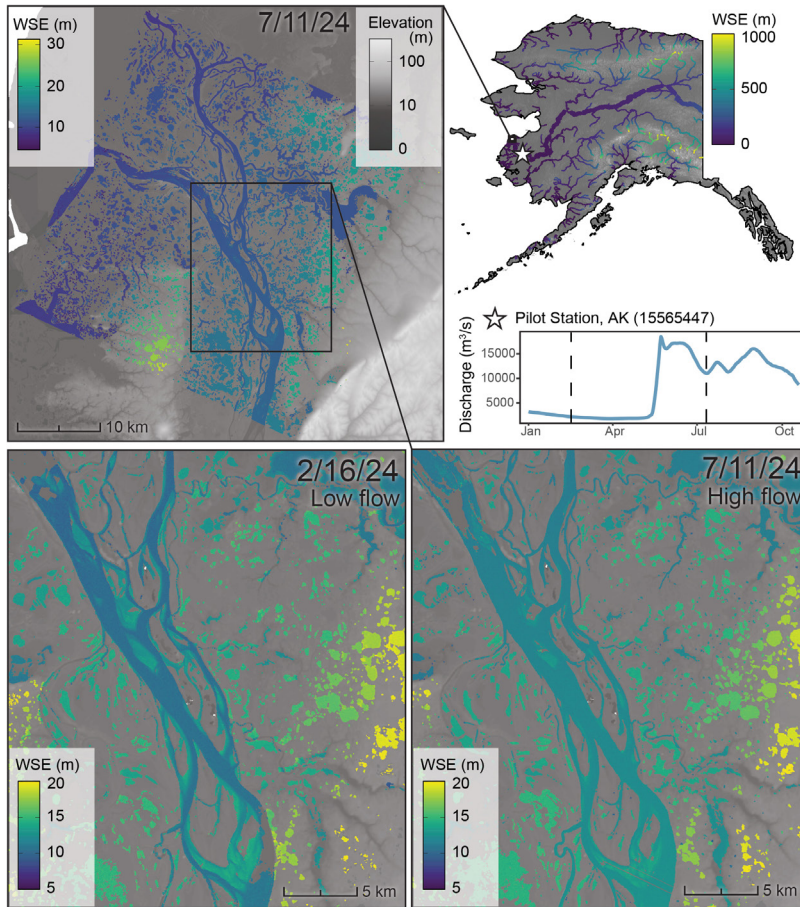 WSE (m)
30
20
10
7/11/24
Elevation
(m)
100
10
0
10 km
WSE (m)
1000
500
0
Pilot Station, AK (15565447)
Discharge (m³/s)
15000
10000
5000
Jan
Apr
Jul
Oct
2/16/24
Low flow
WSE (m)
20
15
10
5
5 km
7/11/24
High flow
WSE (m)
20
15
10
5
5 km